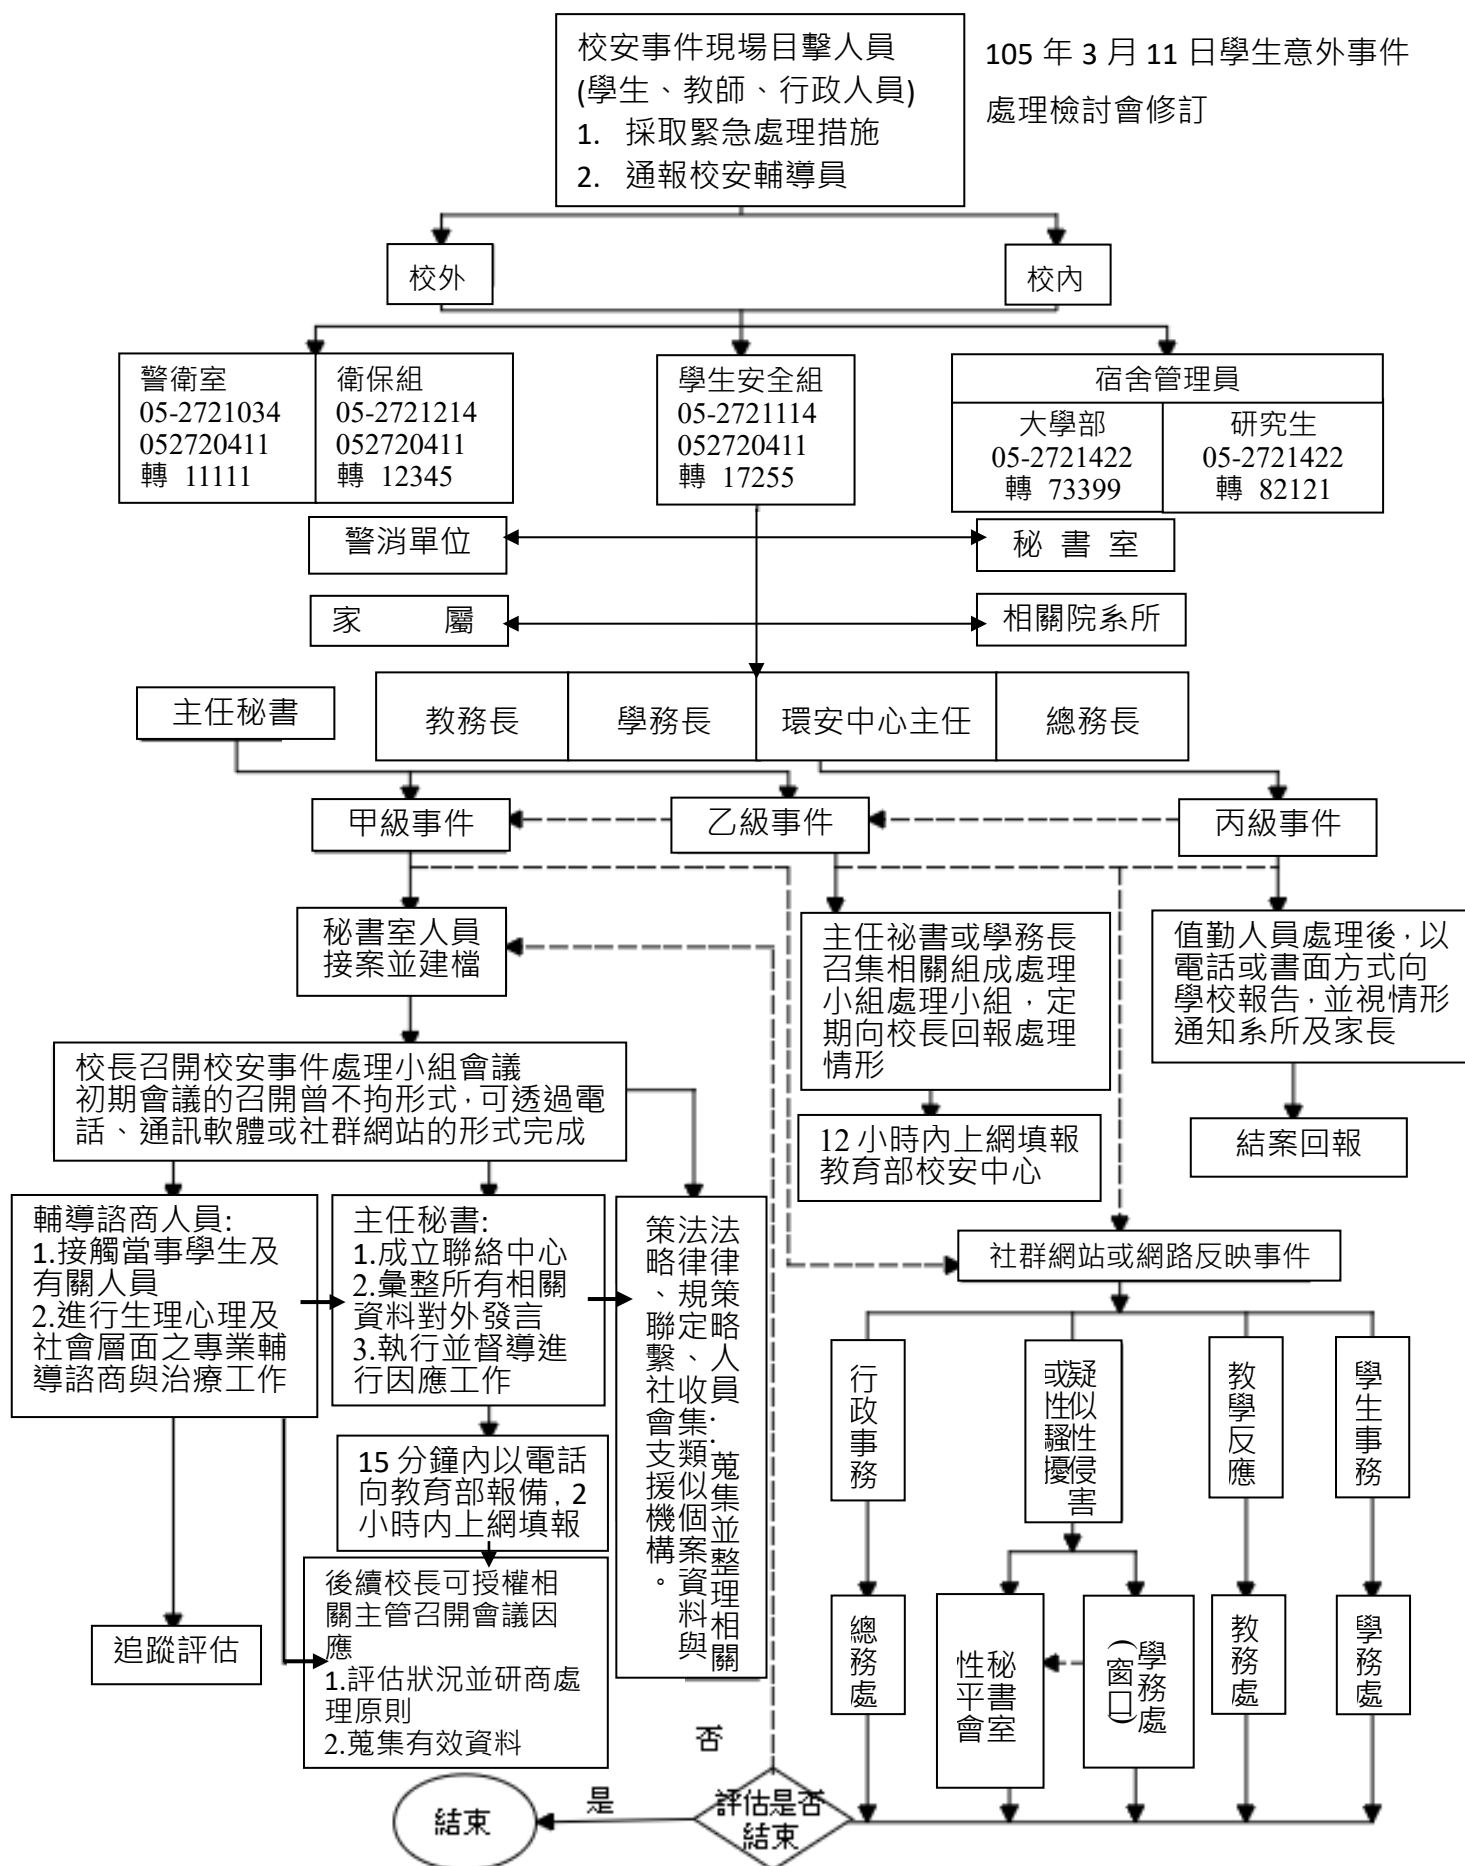 校安事件現場目擊人員
(學生、教師、行政人員)
1. 採取緊急處理措施
2. 通報校安輔導員
105 年 3 月 11 日學生意外事件
處理檢討會修訂
校外
校內
警衛室
05-2721034
052720411
轉 11111
衛保組
05-2721214
052720411
轉 12345
學生安全組
05-2721114
052720411
轉 17255
宿舍管理員
大學部
05-2721422
轉 73399
研究生
05-2721422
轉 82121
警消單位
秘 書 室
家 屬
相關院系所
主任秘書
教務長
學務長
環安中心主任
總務長
甲級事件
乙級事件
丙級事件
秘書室人員
接案並建檔
主任祕書或學務長
召集相關組成處理
小組處理小組，定
期向校長回報處理
情形
值勤人員處理後，以
電話或書面方式向
學校報告，並視情形
通知系所及家長
校長召開校安事件處理小組會議
初期會議的召開曾不拘形式，可透過電
話、通訊軟體或社群網站的形式完成
12 小時內上網填報
教育部校安中心
結案回報
輔導諮商人員:
1.接觸當事學生及
有關人員
2.進行生理心理及
社會層面之專業輔
導諮商與治療工作
主任秘書:
1.成立聯絡中心
2.彙整所有相關
資料對外發言
3.執行並督導進
行因應工作
法律策略人員:蒐集並整理相關
法律規定、收集類似個案資料與
策略、聯繫社會支援機構。
社群網站或網路反映事件
行政事務
疑似性侵害
或性騷擾
教學反應
學生事務
15 分鐘內以電話
向教育部報備，2
小時內上網填報
後續校長可授權相
關主管召開會議因
應
1.評估狀況並研商處
理原則
2.蒐集有效資料
追蹤評估
總務處
秘書室
性平會
學務處
(窗口)
教務處
學務處
否
評估是否
結束
是
結束